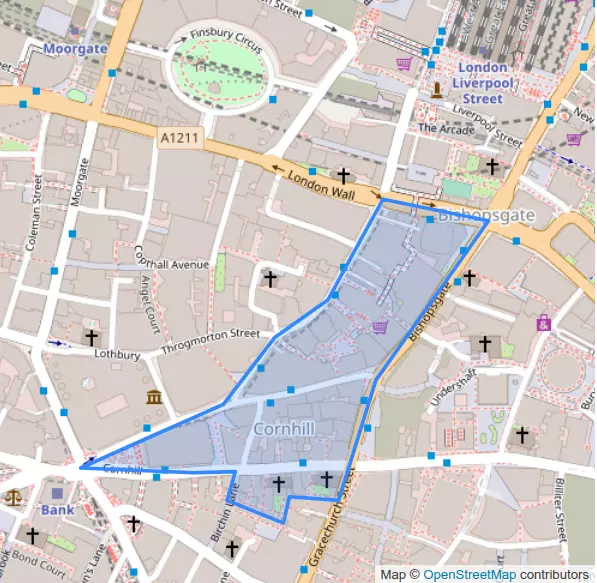 Street
Finsbury Circus
Moorgate
London
Liverpool
Street
New
Liverpool Street
The Arcade
A1211
Moorgate
London Wall
Coleman Street
Bishopsgate
Copthall Avenue
Angel Court
Bishopsgate
Throgmorton Street
Lothbury
Undershaft
Cornhill
Cornhill
Bank
Birchin Lane
Gracechurch Street
Billiter Street
Bond Court
Map © OpenStreetMap contributors